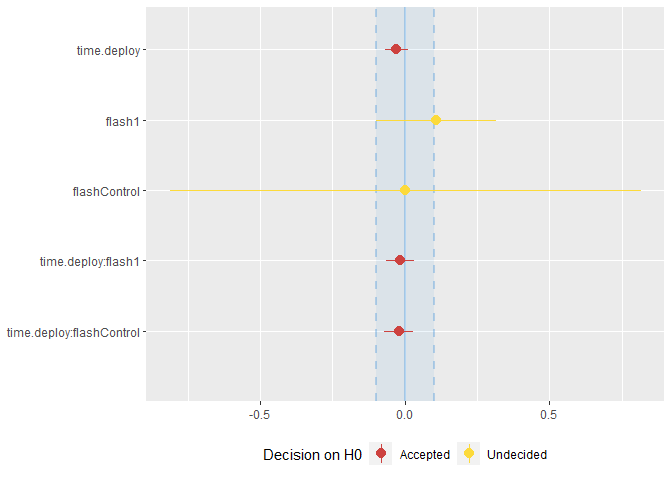 time.deploy
flash1
flashControl
time.deploy:flash1
time.deploy:flashControl
-0.5 0.0 0.5
Decision on H0 Accepted Undecided